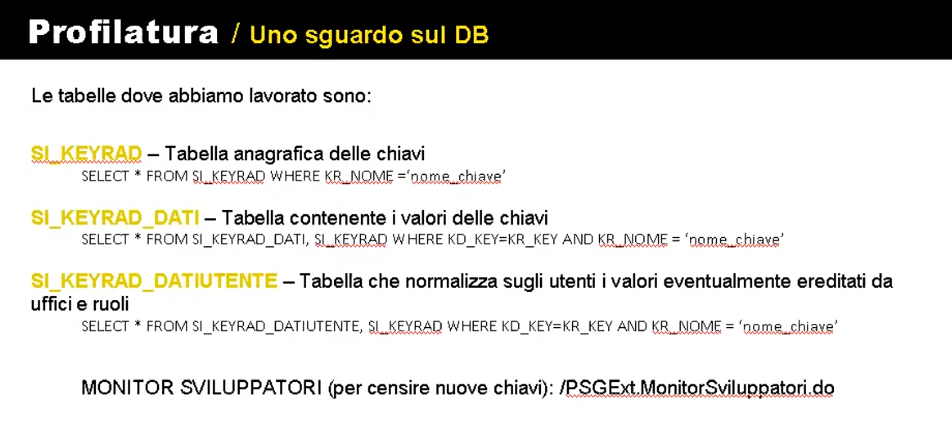 Profilatura / Uno sguardo sul DB
Le tabelle dove abbiamo lavorato sono:
SI_KEYRAD – Tabella anagrafica delle chiavi
SELECT * FROM SI_KEYRAD WHERE KR_NOME =‘nome_chiave’
SI_KEYRAD_DATI – Tabella contenente i valori delle chiavi
SELECT * FROM SI_KEYRAD_DATI, SI_KEYRAD WHERE KD_KEY=KR_KEY AND KR_NOME = ‘nome_chiave’
SI_KEYRAD_DATIUTENTE – Tabella che normalizza sugli utenti i valori eventualmente ereditati da
uffici e ruoli
SELECT * FROM SI_KEYRAD_DATIUTENTE, SI_KEYRAD WHERE KD_KEY=KR_KEY AND KR_NOME = ‘nome_chiave’
MONITOR SVILUPPATORI (per censire nuove chiavi): /PSGExt.MonitorSviluppatori.do